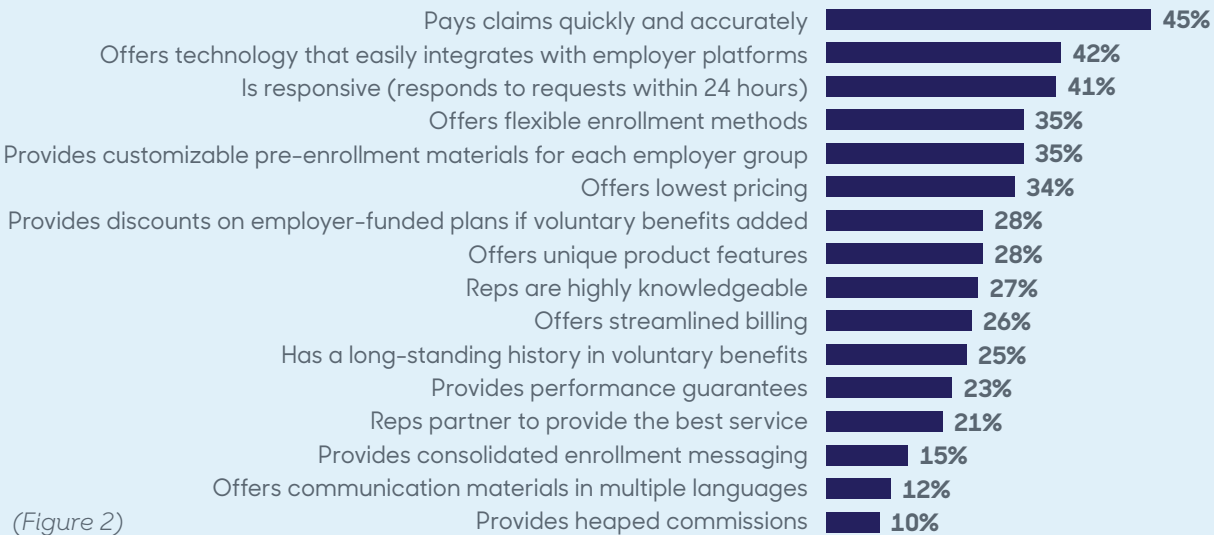 Pays claims quickly and accurately 45%
Offers technology that easily integrates with employer platforms 42%
Is responsive (responds to requests within 24 hours) 41%
Offers flexible enrollment methods 35%
Provides customizable pre-enrollment materials for each employer group 35%
Offers lowest pricing 34%
Provides discounts on employer-funded plans if voluntary benefits added 28%
Offers unique product features 28%
Reps are highly knowledgeable 27%
Offers streamlined billing 26%
Has a long-standing history in voluntary benefits 25%
Provides performance guarantees 23%
Reps partner to provide the best service 21%
Provides consolidated enrollment messaging 15%
Offers communication materials in multiple languages 12%
(Figure 2) Provides heaped commissions 10%